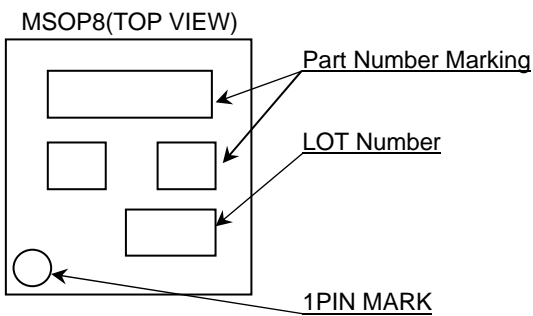 MSOP8(TOP VIEW)
Part Number Marking
LOT Number
1PIN MARK